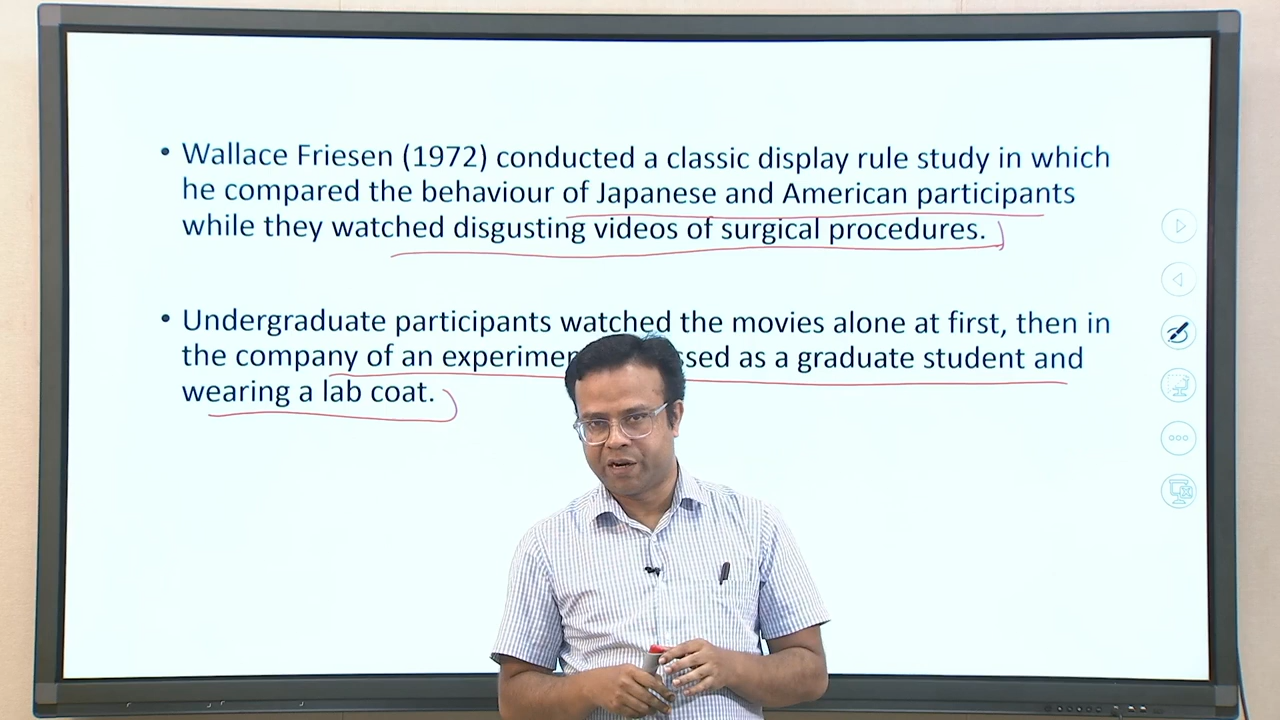 • Wallace Friesen (1972) conducted a classic display rule study in which
he compared the behaviour of Japanese and American participants
while they watched disgusting videos of surgical procedures.
• Undergraduate participants watched the movies alone at first, then in
the company of an as a graduate student and
wearing a lab coat.